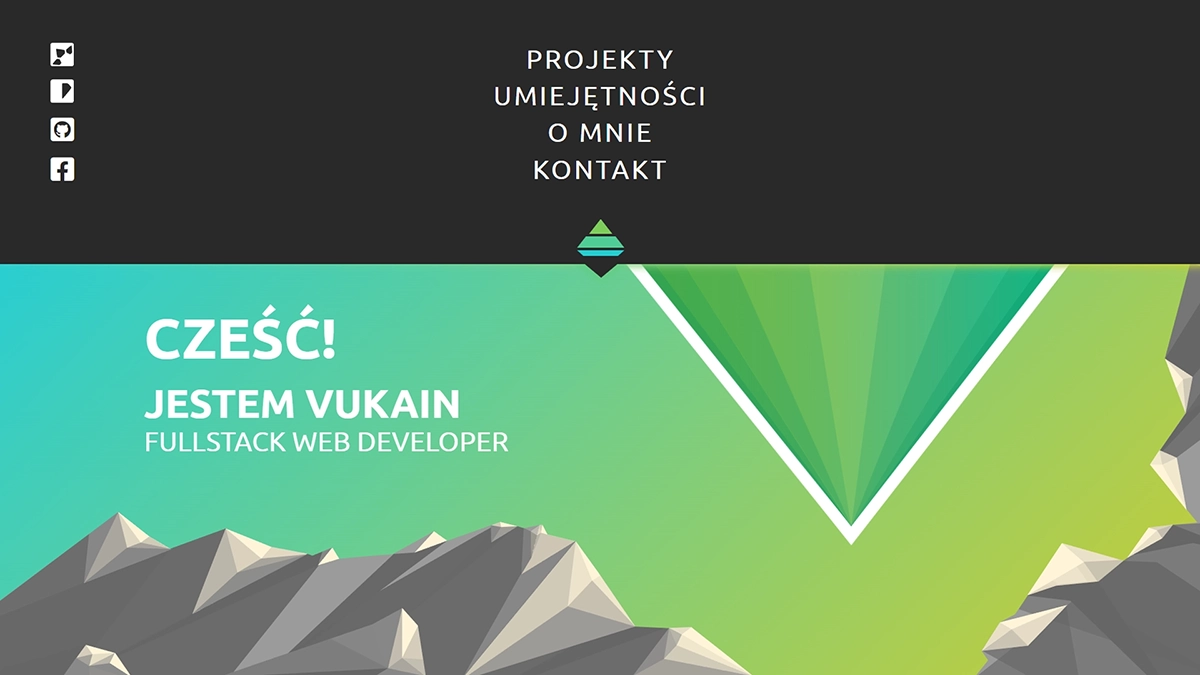 PROJEKTY
UMIEJĘTNOŚCI
O MNIE
KONTAKT
CZEŚĆ!
JESTEM VUKAIN
FULLSTACK WEB DEVELOPER